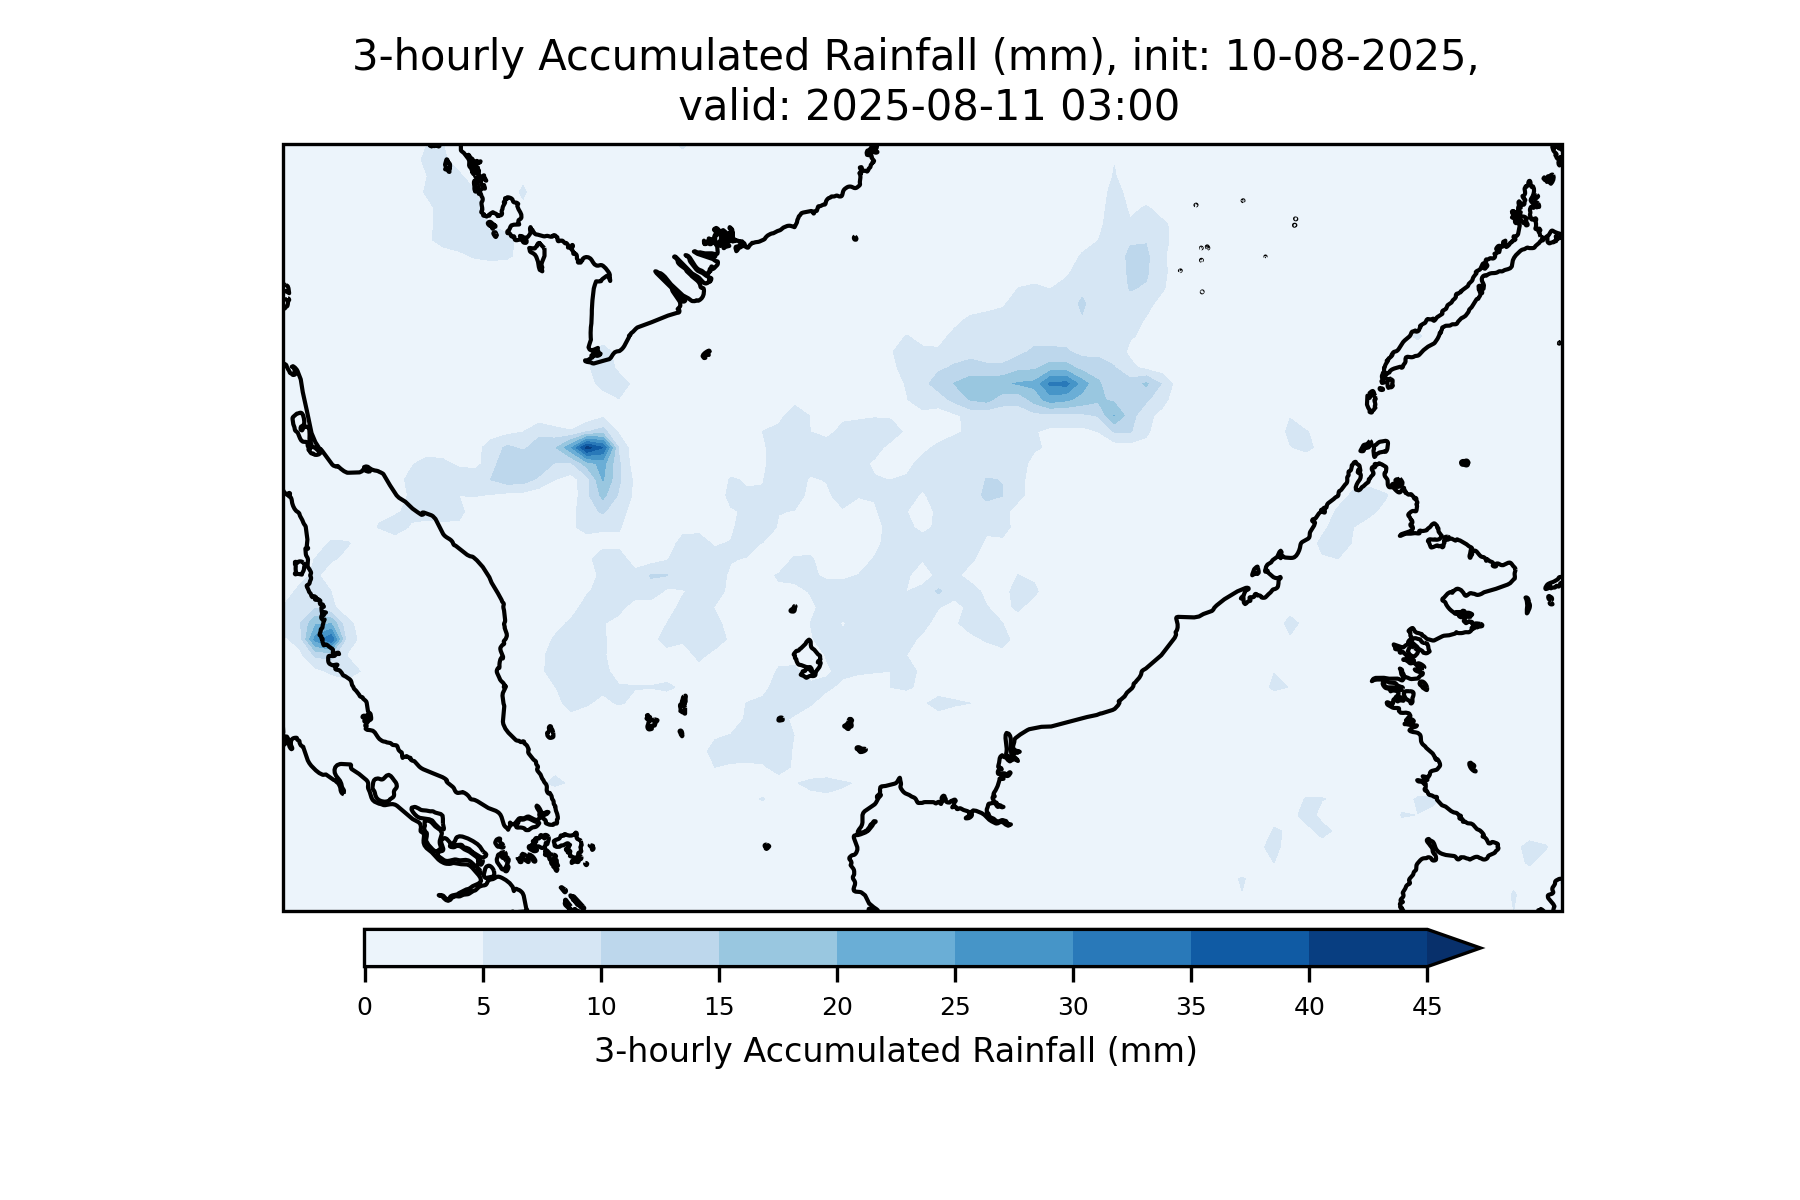 3-hourly Accumulated Rainfall (mm), init: 10-08-2025,
valid: 2025-08-11 03:00
0 5 10 15 20 25 30 35 40 45
3-hourly Accumulated Rainfall (mm)